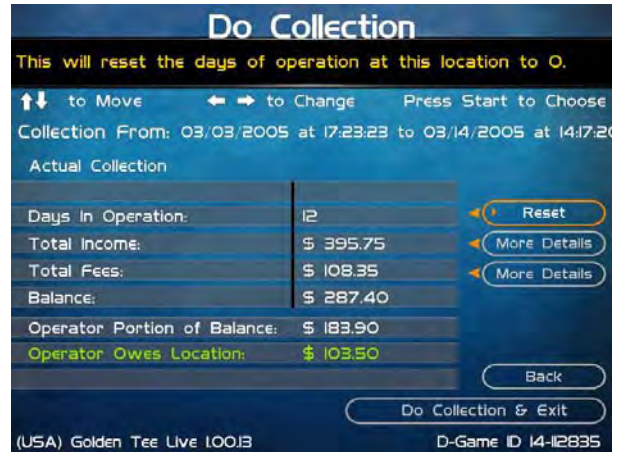 Do Collection
This will reset the days of operation at this location to 0.
to Move to Change Press Start to Choose
Collection From: 03/03/2005 at 17:23:23 to 03/14/2005 at 14:17:20
Actual Collection
Days In Operation: 12 Reset
Total Income: $ 395.75 More Details
Total Fees: $ 108.35 More Details
Balance: $ 287.40
Operator Portion of Balance: $ 183.90
Operator Owes Location: $ 103.50
Back
Do Collection & Exit
(USA) Golden Tee Live 1.00.13 D-Game ID 14-112835